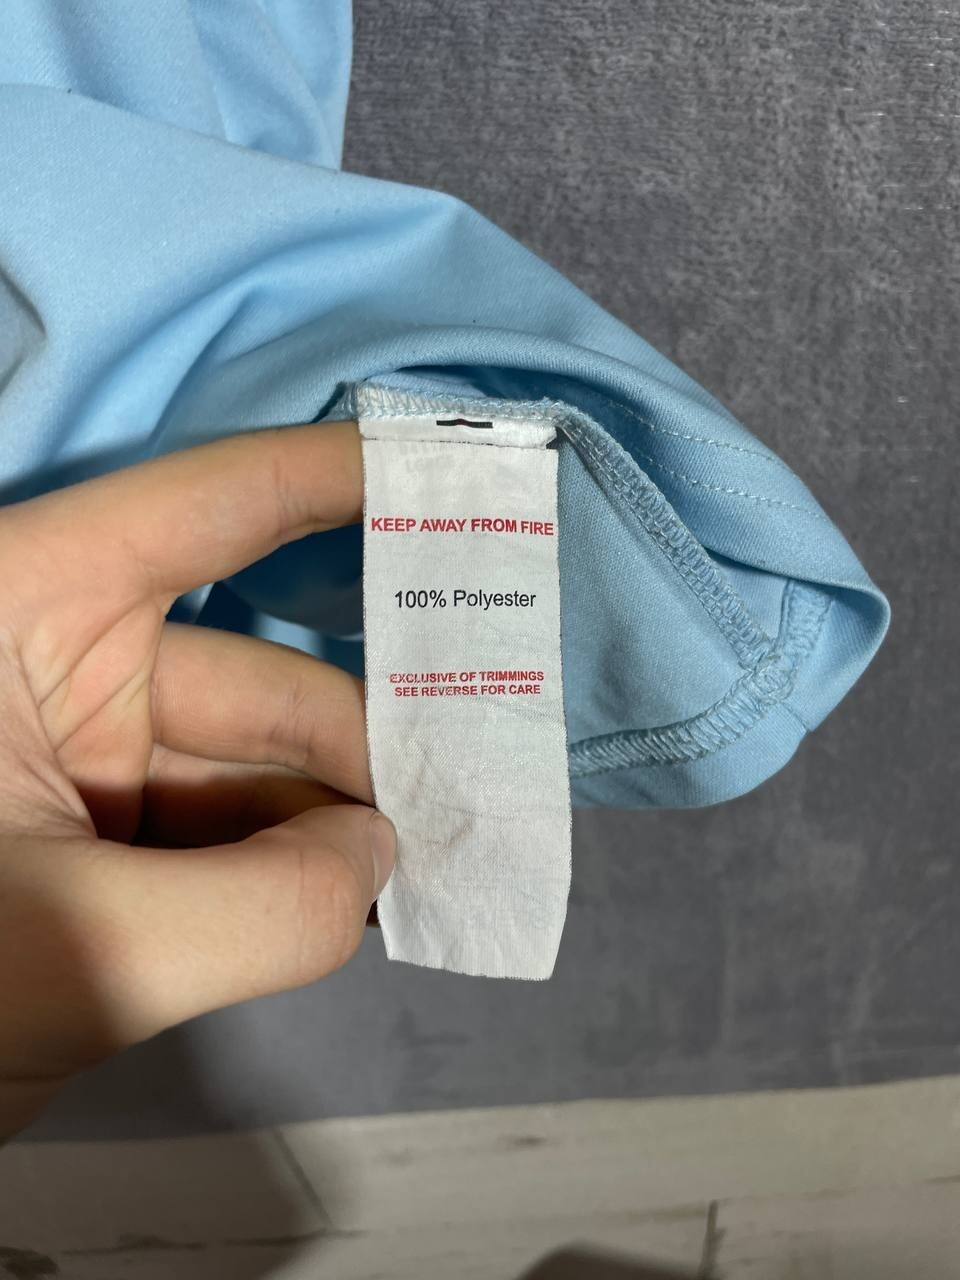 KEEP AWAY FROM FIRE
100% Polyester
EXCLUSIVE OF TRIMMINGS
SEE REVERSE FOR CARE